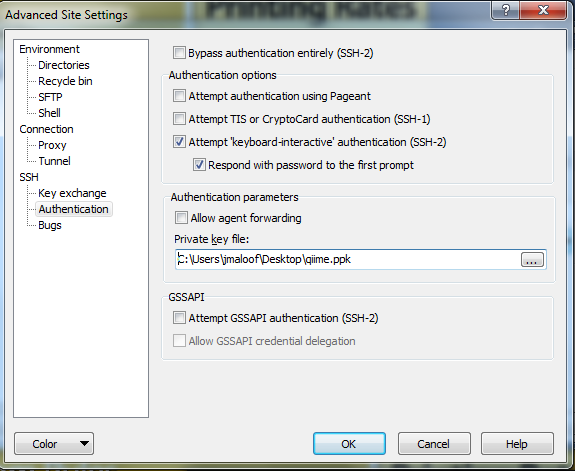 Printing Rates
Advanced Site Settings
Environment
Directories
Recycle bin
SFTP
Shell
Connection
Proxy
Tunnel
SSH
Key exchange
Authentication
Bugs
Bypass authentication entirely (SSH-2)
Authentication options
Attempt authentication using Pageant
Attempt TIS or CryptoCard authentication (SSH-1)
Attempt 'keyboard-interactive' authentication (SSH-2)
Respond with password to the first prompt
Authentication parameters
Allow agent forwarding
Private key file:
C:\Users\jmaloof\Desktop\qiime.ppk
...
GSSAPI
Attempt GSSAPI authentication (SSH-2)
Allow GSSAPI credential delegation
Color
OK
Cancel
Help